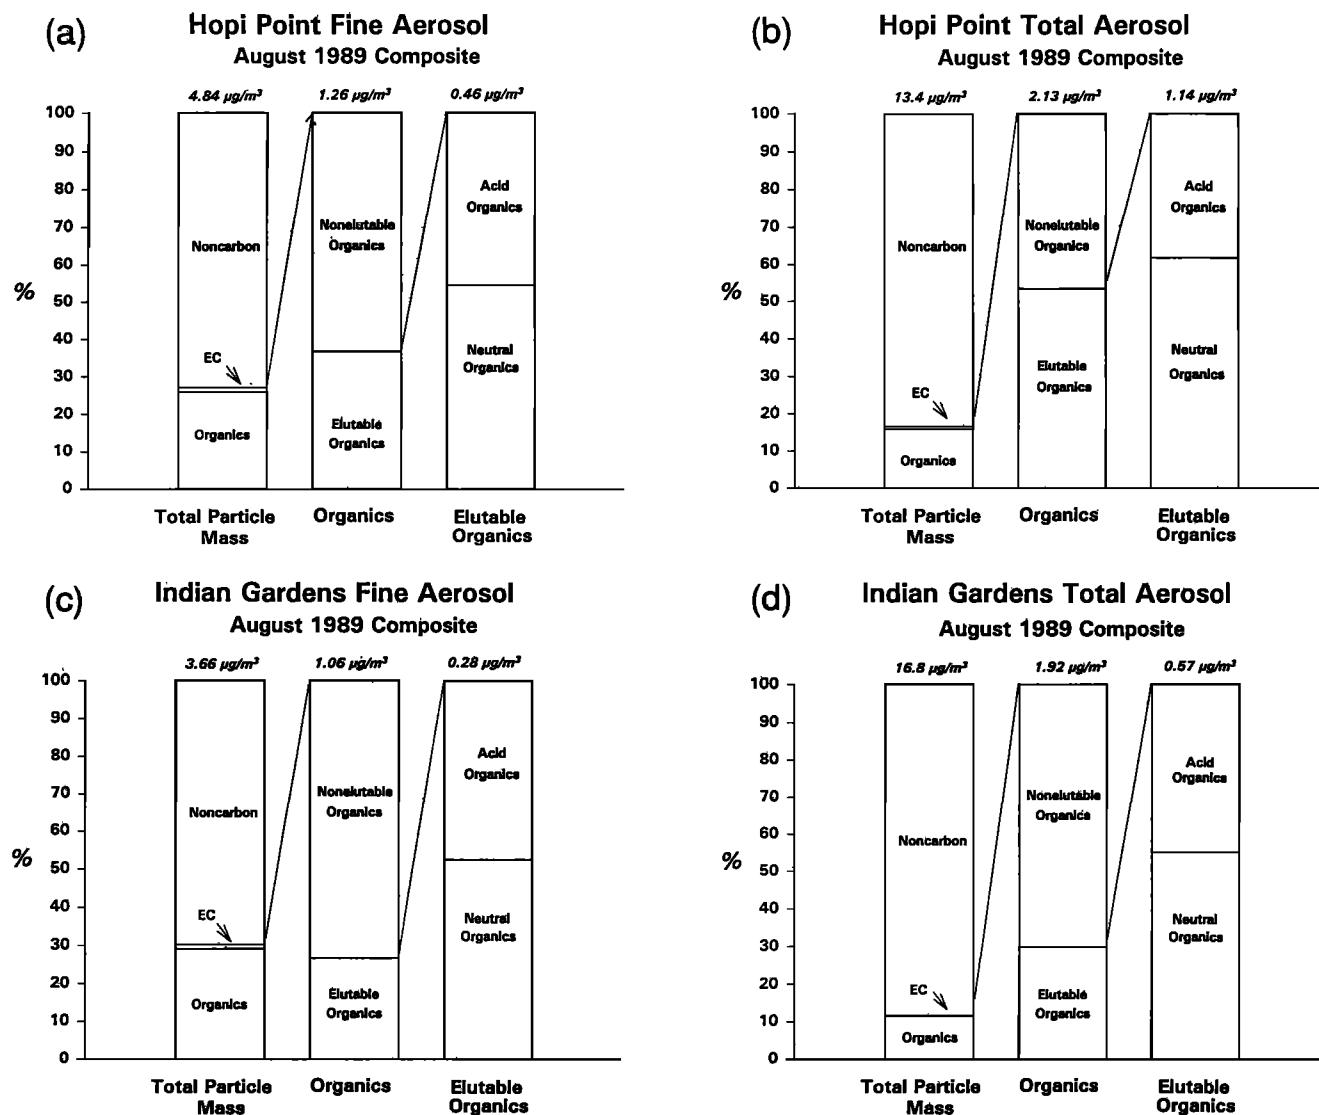 (a)
Hopi Point Fine Aerosol
August 1989 Composite
4.84 µg/m³ 1.26 µg/m³ 0.46 µg/m³
100
90
80
70
60
50
40
30
20
10
0
%
Noncarbon
EC
Organics
Nonelutable
Organics
Elutable
Organics
Acid
Organics
Neutral
Organics
Total Particle
Mass
Organics
Elutable
Organics
(b)
Hopi Point Total Aerosol
August 1989 Composite
13.4 µg/m³ 2.13 µg/m³ 1.14 µg/m³
100
90
80
70
60
50
40
30
20
10
0
%
Noncarbon
EC
Organics
Nonelutable
Organics
Elutable
Organics
Acid
Organics
Neutral
Organics
Total Particle
Mass
Organics
Elutable
Organics
(c)
Indian Gardens Fine Aerosol
August 1989 Composite
3.66 µg/m³ 1.06 µg/m³ 0.28 µg/m³
100
90
80
70
60
50
40
30
20
10
0
%
Noncarbon
EC
Organics
Nonelutable
Organics
Elutable
Organics
Acid
Organics
Neutral
Organics
Total Particle
Mass
Organics
Elutable
Organics
(d)
Indian Gardens Total Aerosol
August 1989 Composite
16.8 µg/m³ 1.92 µg/m³ 0.57 µg/m³
100
90
80
70
60
50
40
30
20
10
0
%
Noncarbon
EC
Organics
Nonelutable
Organics
Elutable
Organics
Acid
Organics
Neutral
Organics
Total Particle
Mass
Organics
Elutable
Organics